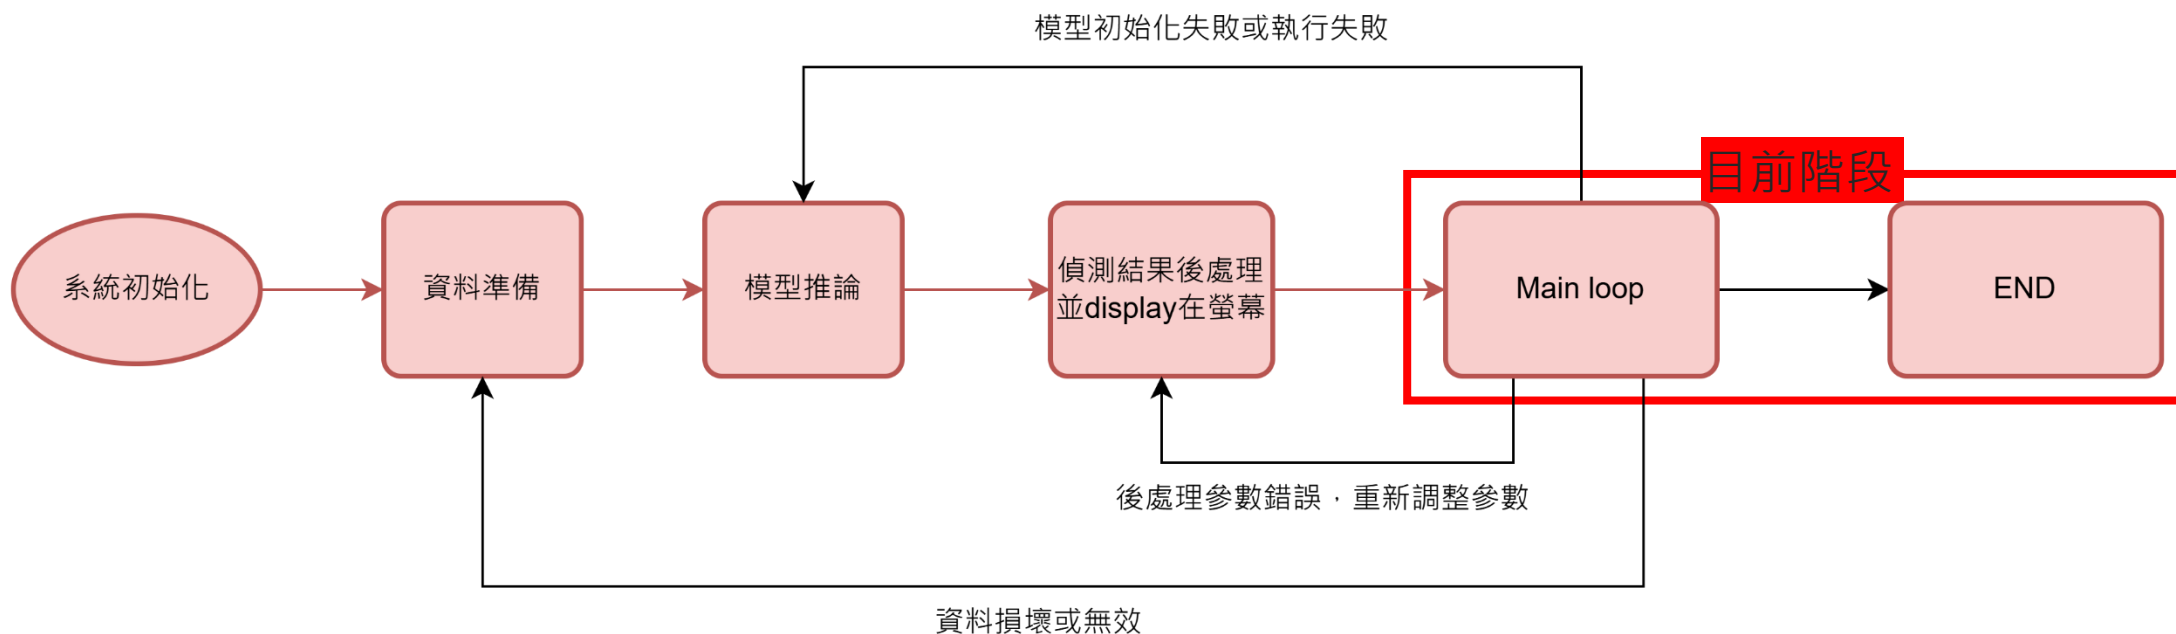 模型初始化失敗或執行失敗
目前階段
系統初始化
資料準備
模型推論
偵測結果後處理
並display在螢幕
Main loop
END
後處理參數錯誤，重新調整參數
資料損壞或無效